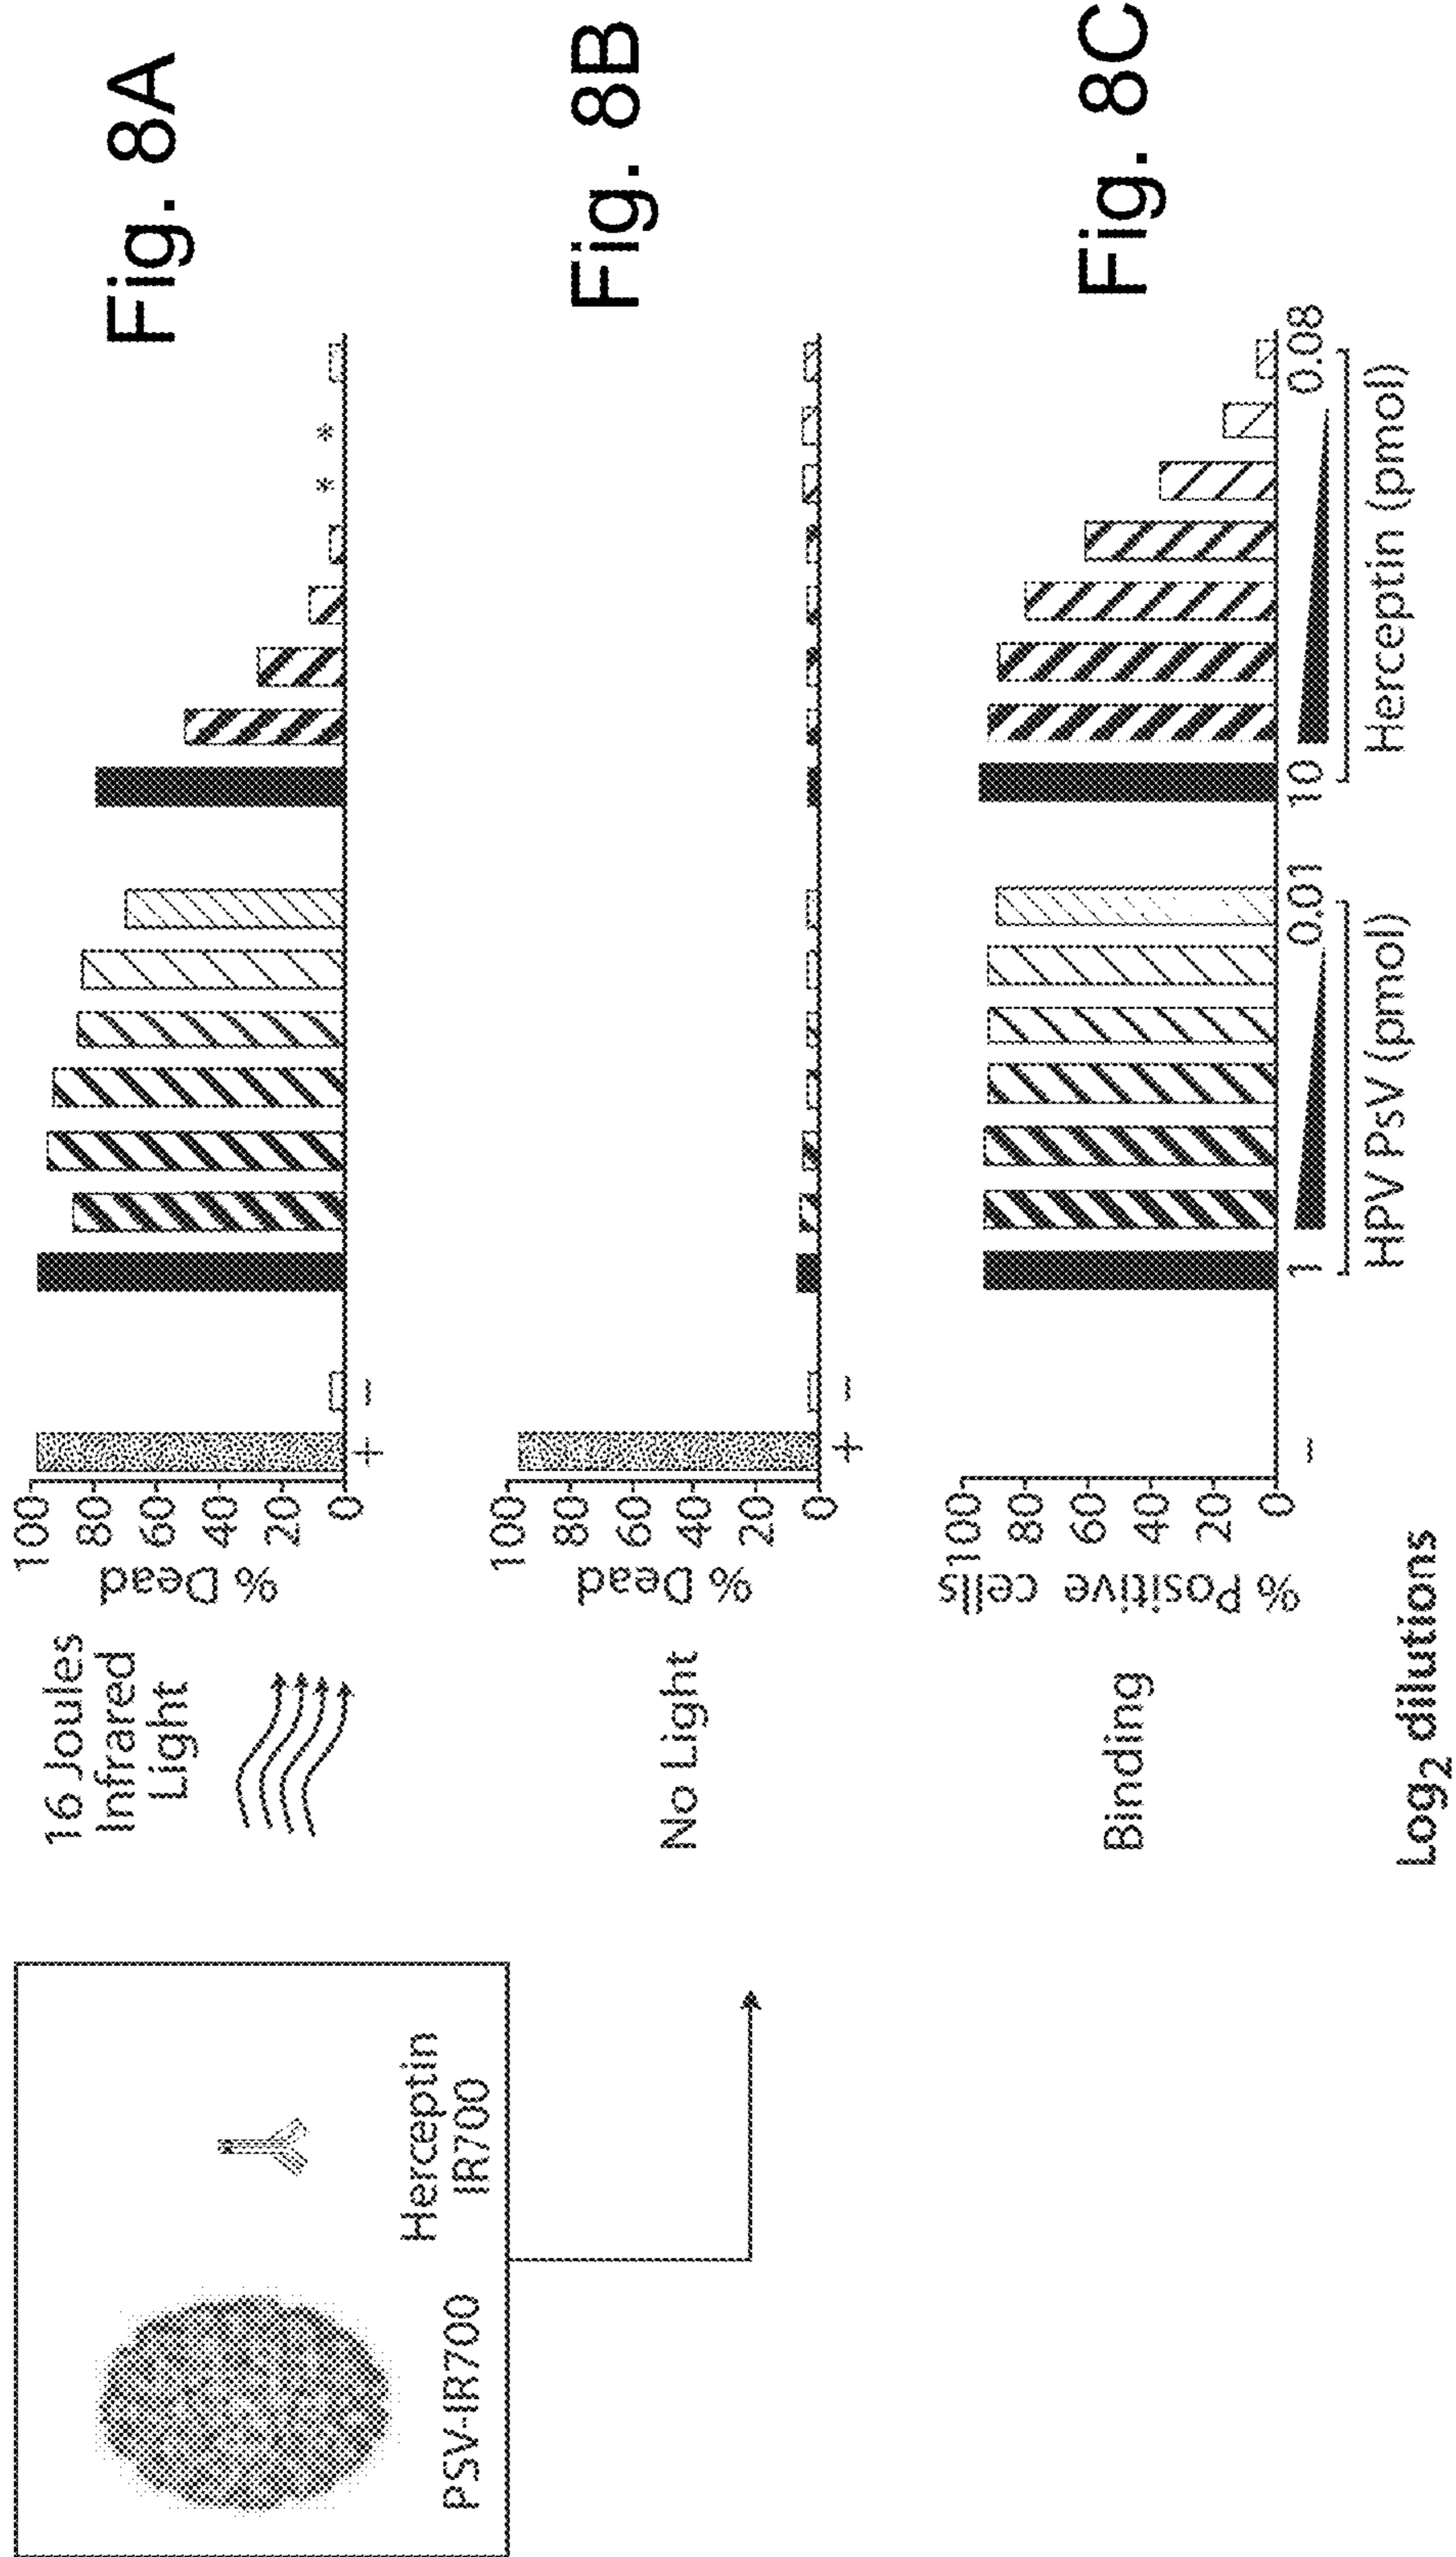 PSV-IR700
Herceptin
IR700
16 Joules
Infrared
Light
% Dead
100
80
60
40
20
0
+
−
*
*
Fig. 8A
No Light
% Dead
100
80
60
40
20
0
+
−
Fig. 8B
Binding
% Positive cells
100
80
60
40
20
0
−
1
0.01
10
0.08
HPV PsV (pmol)
Herceptin (pmol)
Fig. 8C
Log₂ dilutions